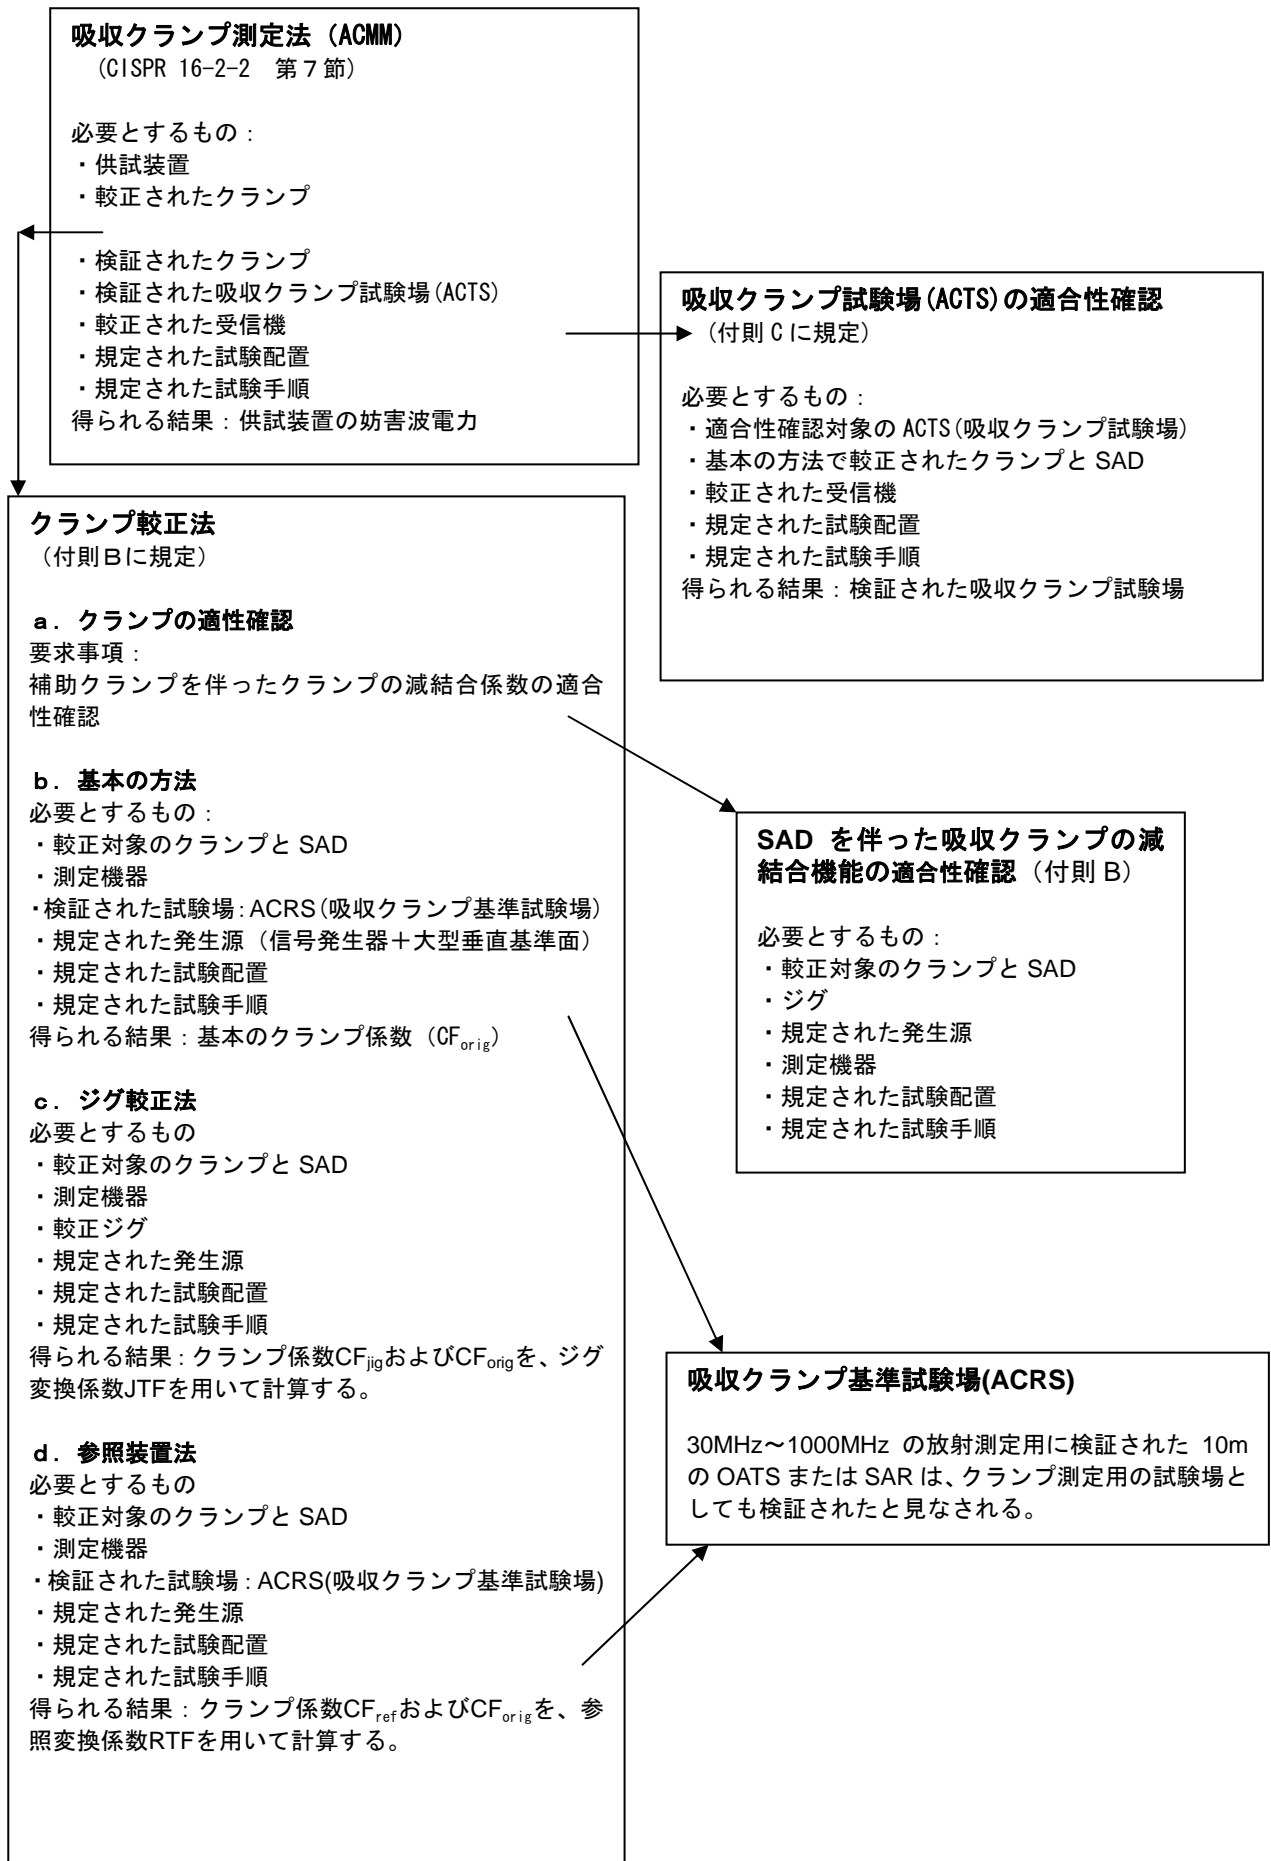 吸収クランプ測定法（ACMM）
（CISPR 16-2-2　第７節）
必要とするもの：
・供試装置
・較正されたクランプ
・検証されたクランプ
・検証された吸収クランプ試験場(ACTS)
・較正された受信機
・規定された試験配置
・規定された試験手順
得られる結果：供試装置の妨害波電力
吸収クランプ試験場(ACTS)の適合性確認
（付則 C に規定）
必要とするもの：
・適合性確認対象の ACTS(吸収クランプ試験場)
・基本の方法で較正されたクランプと SAD
・較正された受信機
・規定された試験配置
・規定された試験手順
得られる結果：検証された吸収クランプ試験場
クランプ較正法
（付則Ｂに規定）
ａ．クランプの適性確認
要求事項：
補助クランプを伴ったクランプの減結合係数の適合
性確認
ｂ．基本の方法
必要とするもの：
・較正対象のクランプと SAD
・測定機器
・検証された試験場：ACRS(吸収クランプ基準試験場)
・規定された発生源（信号発生器＋大型垂直基準面）
・規定された試験配置
・規定された試験手順
得られる結果：基本のクランプ係数（CForig）
ｃ．ジグ較正法
必要とするもの
・較正対象のクランプと SAD
・測定機器
・較正ジグ
・規定された発生源
・規定された試験配置
・規定された試験手順
得られる結果：クランプ係数CFjigおよびCForigを、ジグ
変換係数JTFを用いて計算する。
ｄ．参照装置法
必要とするもの
・較正対象のクランプと SAD
・測定機器
・検証された試験場：ACRS(吸収クランプ基準試験場)
・規定された発生源
・規定された試験配置
・規定された試験手順
得られる結果：クランプ係数CFrefおよびCForigを、参
照変換係数RTFを用いて計算する。
SAD を伴った吸収クランプの減
結合機能の適合性確認（付則 B）
必要とするもの：
・較正対象のクランプと SAD
・ジグ
・規定された発生源
・測定機器
・規定された試験配置
・規定された試験手順
吸収クランプ基準試験場(ACRS)
30MHz～1000MHz の放射測定用に検証された 10m
の OATS または SAR は、クランプ測定用の試験場と
しても検証されたと見なされる。